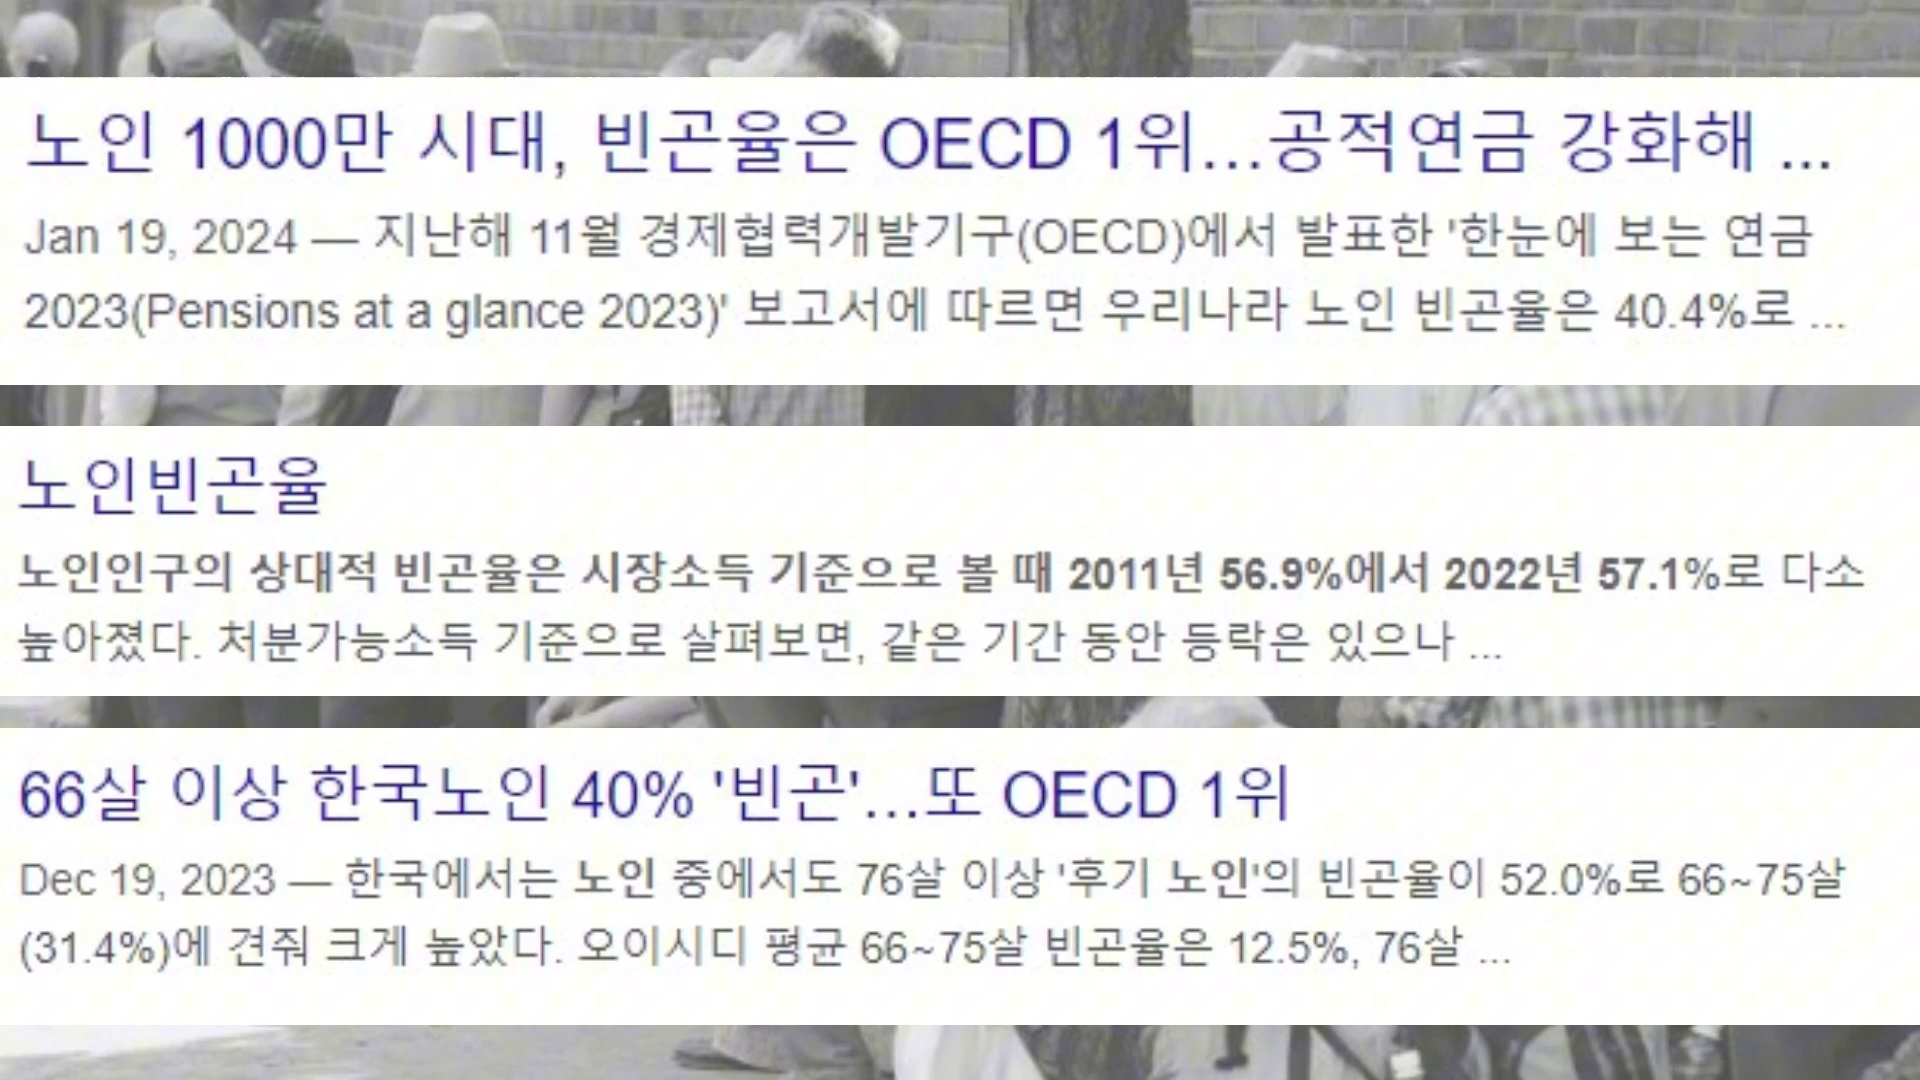 노인 1000만 시대, 빈곤율은 OECD 1위…공적연금 강화해 ...
Jan 19, 2024 — 지난해 11월 경제협력개발기구(OECD)에서 발표한 '한눈에 보는 연금
2023(Pensions at a glance 2023)' 보고서에 따르면 우리나라 노인 빈곤율은 40.4%로 ...
노인빈곤율
노인인구의 상대적 빈곤율은 시장소득 기준으로 볼 때 2011년 56.9%에서 2022년 57.1%로 다소
높아졌다. 처분가능소득 기준으로 살펴보면, 같은 기간 동안 등락은 있으나 ...
66살 이상 한국노인 40% '빈곤'…또 OECD 1위
Dec 19, 2023 — 한국에서는 노인 중에서도 76살 이상 '후기 노인'의 빈곤율이 52.0%로 66~75살
(31.4%)에 견줘 크게 높았다. 오이시디 평균 66~75살 빈곤율은 12.5%, 76살 ...